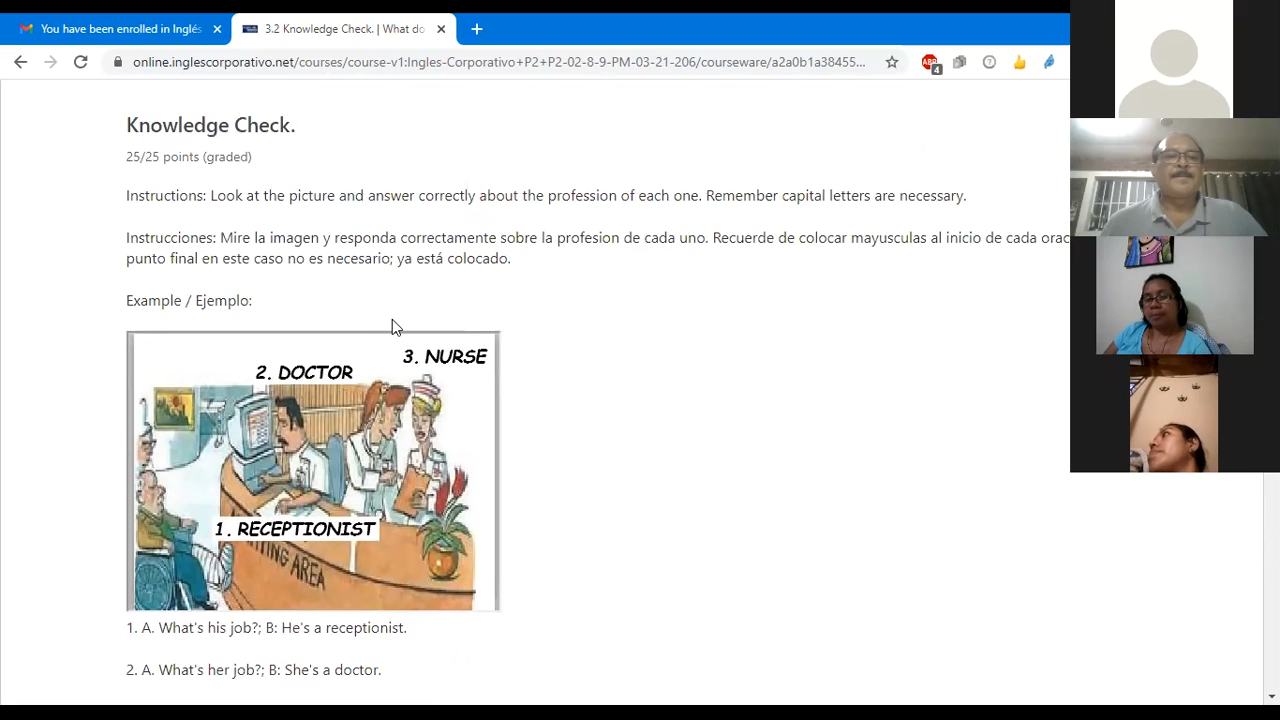 You have been enrolled in Inglés
3.2 Knowledge Check. | What do
online.inglescorporativo.net/courses/course-v1:Ingles-Corporativo+P2+P2-02-8-9-PM-03-21-206/courseware/a2a0b1a38455...
ABP
4
Knowledge Check.
25/25 points (graded)
Instructions: Look at the picture and answer correctly about the profession of each one. Remember capital letters are necessary.
Instrucciones: Mire la imagen y responda correctamente sobre la profesion de cada uno. Recuerde de colocar mayusculas al inicio de cada orac
punto final en este caso no es necesario; ya está colocado.
Example / Ejemplo:
3. NURSE
2. DOCTOR
1. RECEPTIONIST
WAITING AREA
1. A. What's his job?; B: He's a receptionist.
2. A. What's her job?; B: She's a doctor.